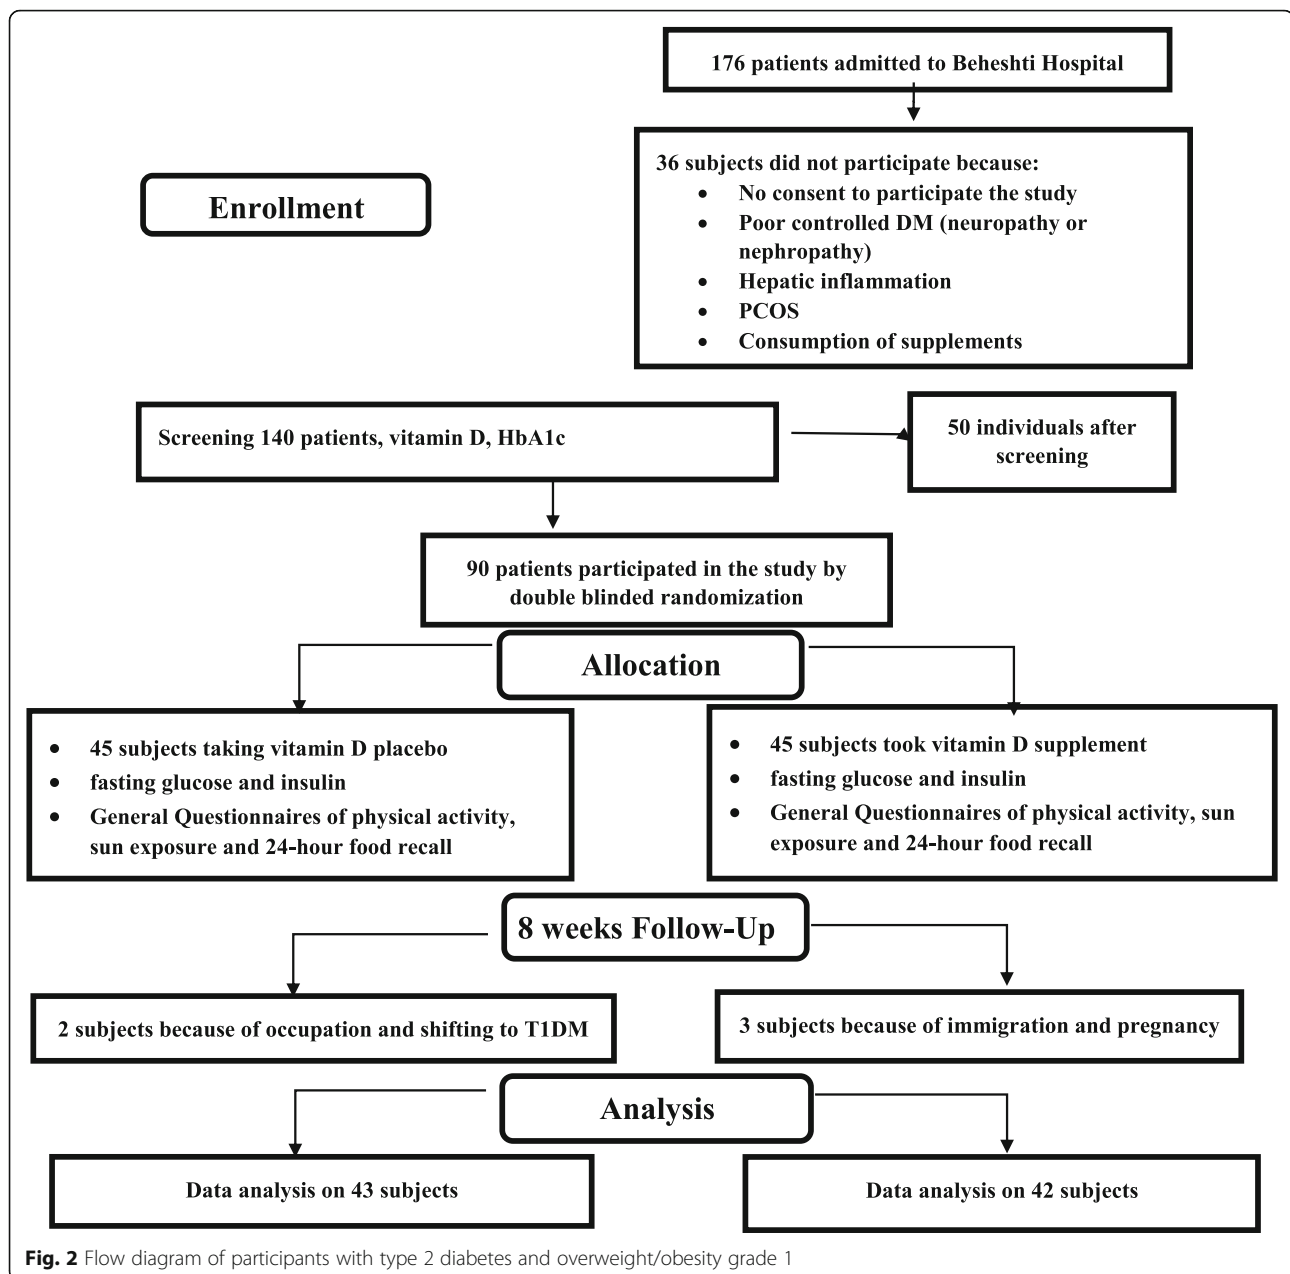 176 patients admitted to Beheshti Hospital
36 subjects did not participate because:
• No consent to participate the study
• Poor controlled DM (neuropathy or
nephropathy)
• Hepatic inflammation
• PCOS
• Consumption of supplements
Enrollment
Screening 140 patients, vitamin D, HbA1c
50 individuals after
screening
90 patients participated in the study by
double blinded randomization
Allocation
• 45 subjects taking vitamin D placebo
• fasting glucose and insulin
• General Questionnaires of physical activity,
sun exposure and 24-hour food recall
• 45 subjects took vitamin D supplement
• fasting glucose and insulin
• General Questionnaires of physical activity, sun
exposure and 24-hour food recall
8 weeks Follow-Up
2 subjects because of occupation and shifting to T1DM
3 subjects because of immigration and pregnancy
Analysis
Data analysis on 43 subjects
Data analysis on 42 subjects
Fig. 2 Flow diagram of participants with type 2 diabetes and overweight/obesity grade 1